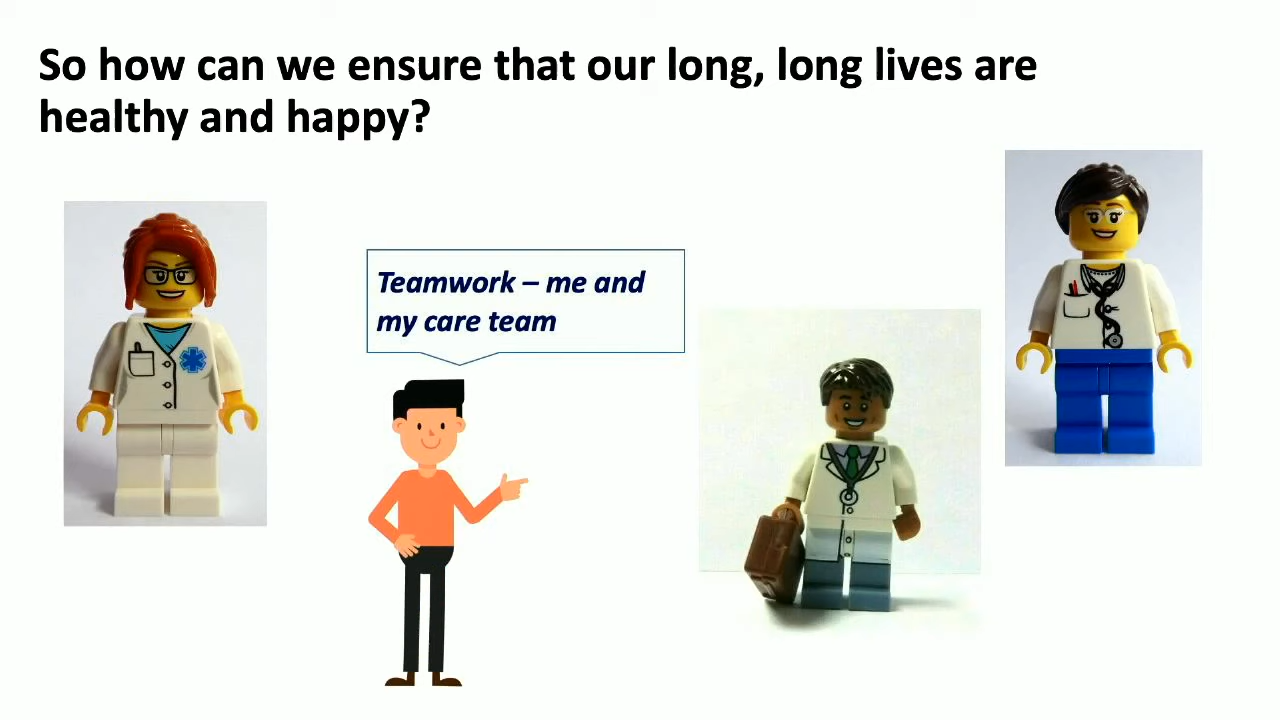 So how can we ensure that our long, long lives are
healthy and happy?
Teamwork – me and
my care team